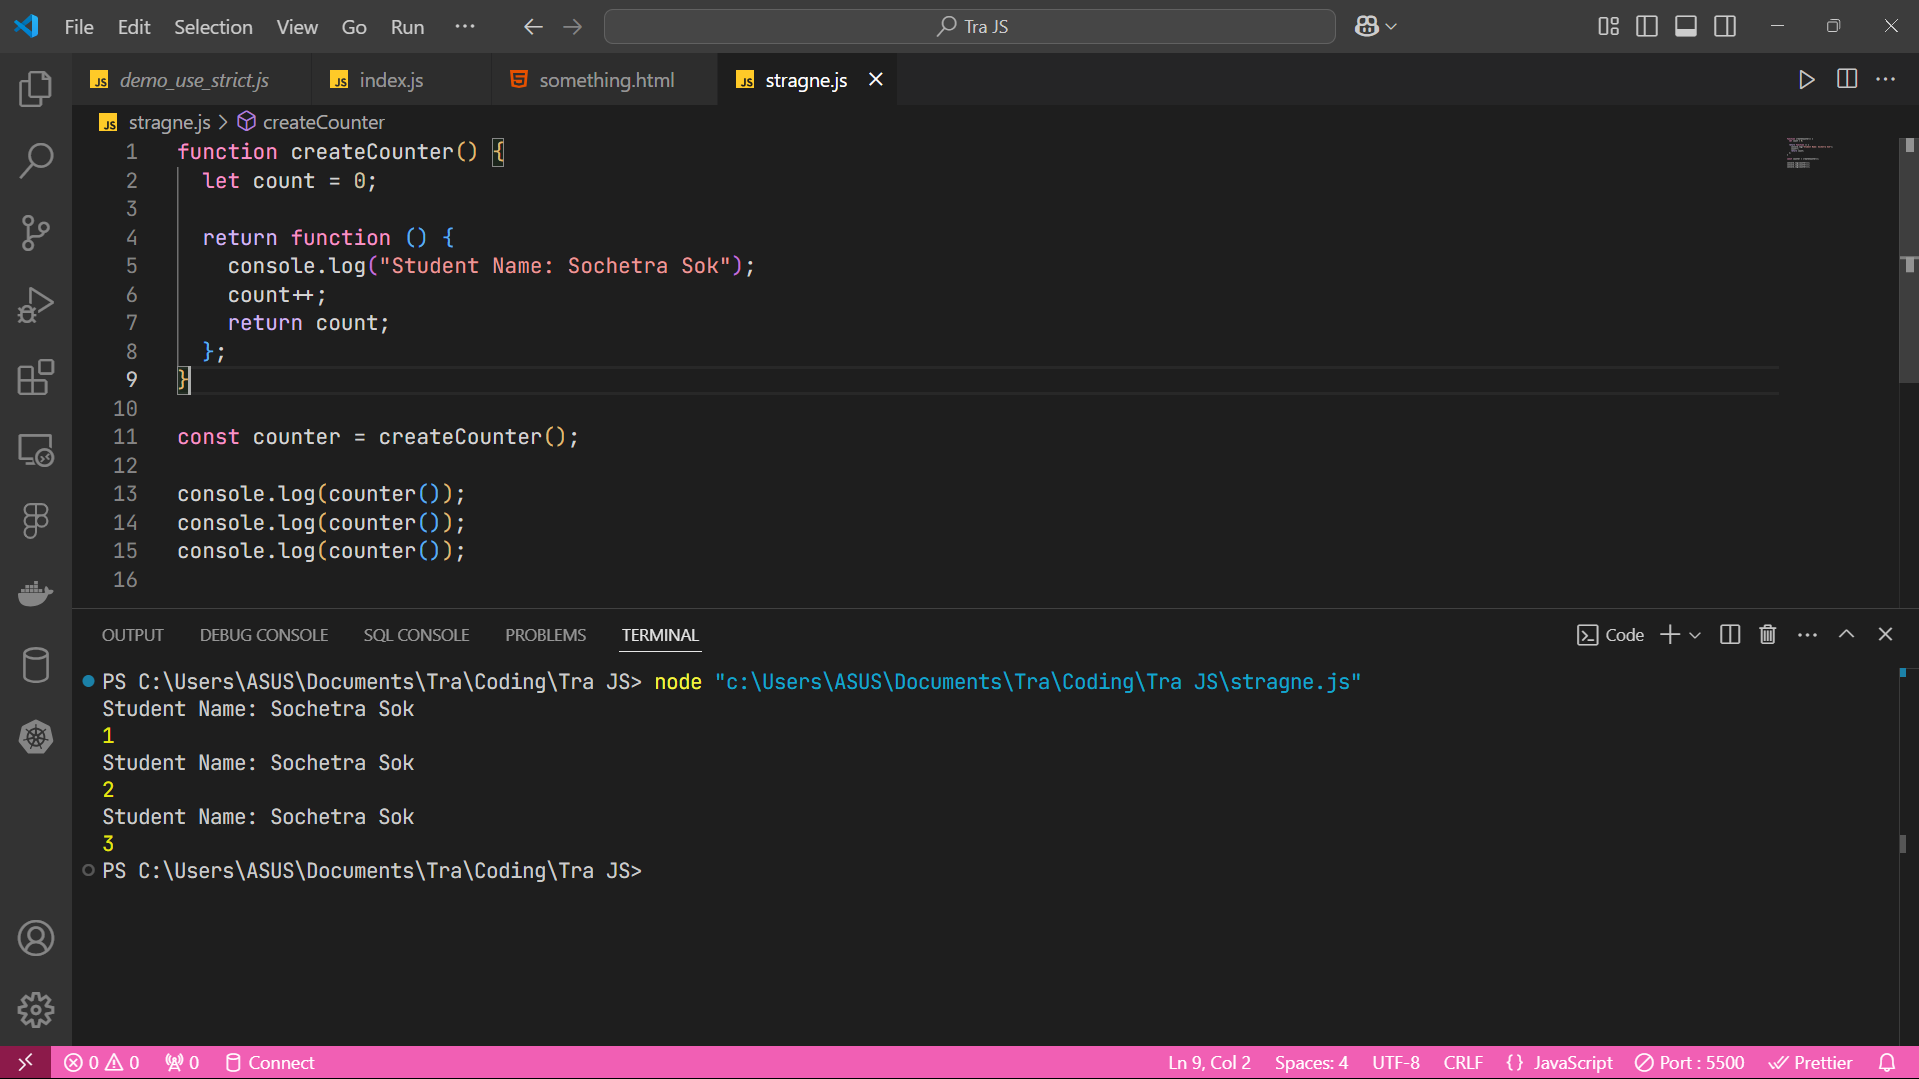 File Edit Selection View Go Run ··· Tra JS
JS demo_use_strict.js JS index.js something.html JS stragne.js
JS stragne.js > createCounter
1 function createCounter() {
2   let count = 0;
3
4   return function () {
5     console.log("Student Name: Sochetra Sok");
6     count++;
7     return count;
8   };
9 }
10
11 const counter = createCounter();
12
13 console.log(counter());
14 console.log(counter());
15 console.log(counter());
16
OUTPUT DEBUG CONSOLE SQL CONSOLE PROBLEMS TERMINAL Code
PS C:\Users\ASUS\Documents\Tra\Coding\Tra JS> node "c:\Users\ASUS\Documents\Tra\Coding\Tra JS\stragne.js"
Student Name: Sochetra Sok
1
Student Name: Sochetra Sok
2
Student Name: Sochetra Sok
3
PS C:\Users\ASUS\Documents\Tra\Coding\Tra JS>
0 0 0 Connect Ln 9, Col 2 Spaces: 4 UTF-8 CRLF {} JavaScript Port : 5500 Prettier